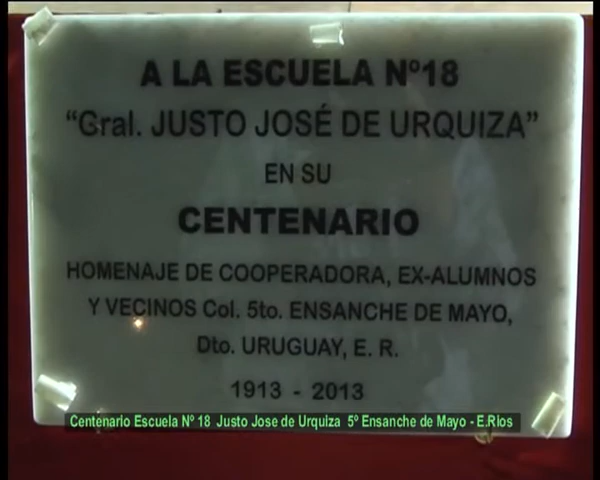 A LA ESCUELA Nº18
“Gral. JUSTO JOSÉ DE URQUIZA”
EN SU
CENTENARIO
HOMENAJE DE COOPERADORA, EX-ALUMNOS
Y VECINOS Col. 5to. ENSANCHE DE MAYO,
Dto. URUGUAY, E. R.
1913 - 2013
Centenario Escuela Nº 18 Justo Jose de Urquiza 5º Ensanche de Mayo - E.RIos